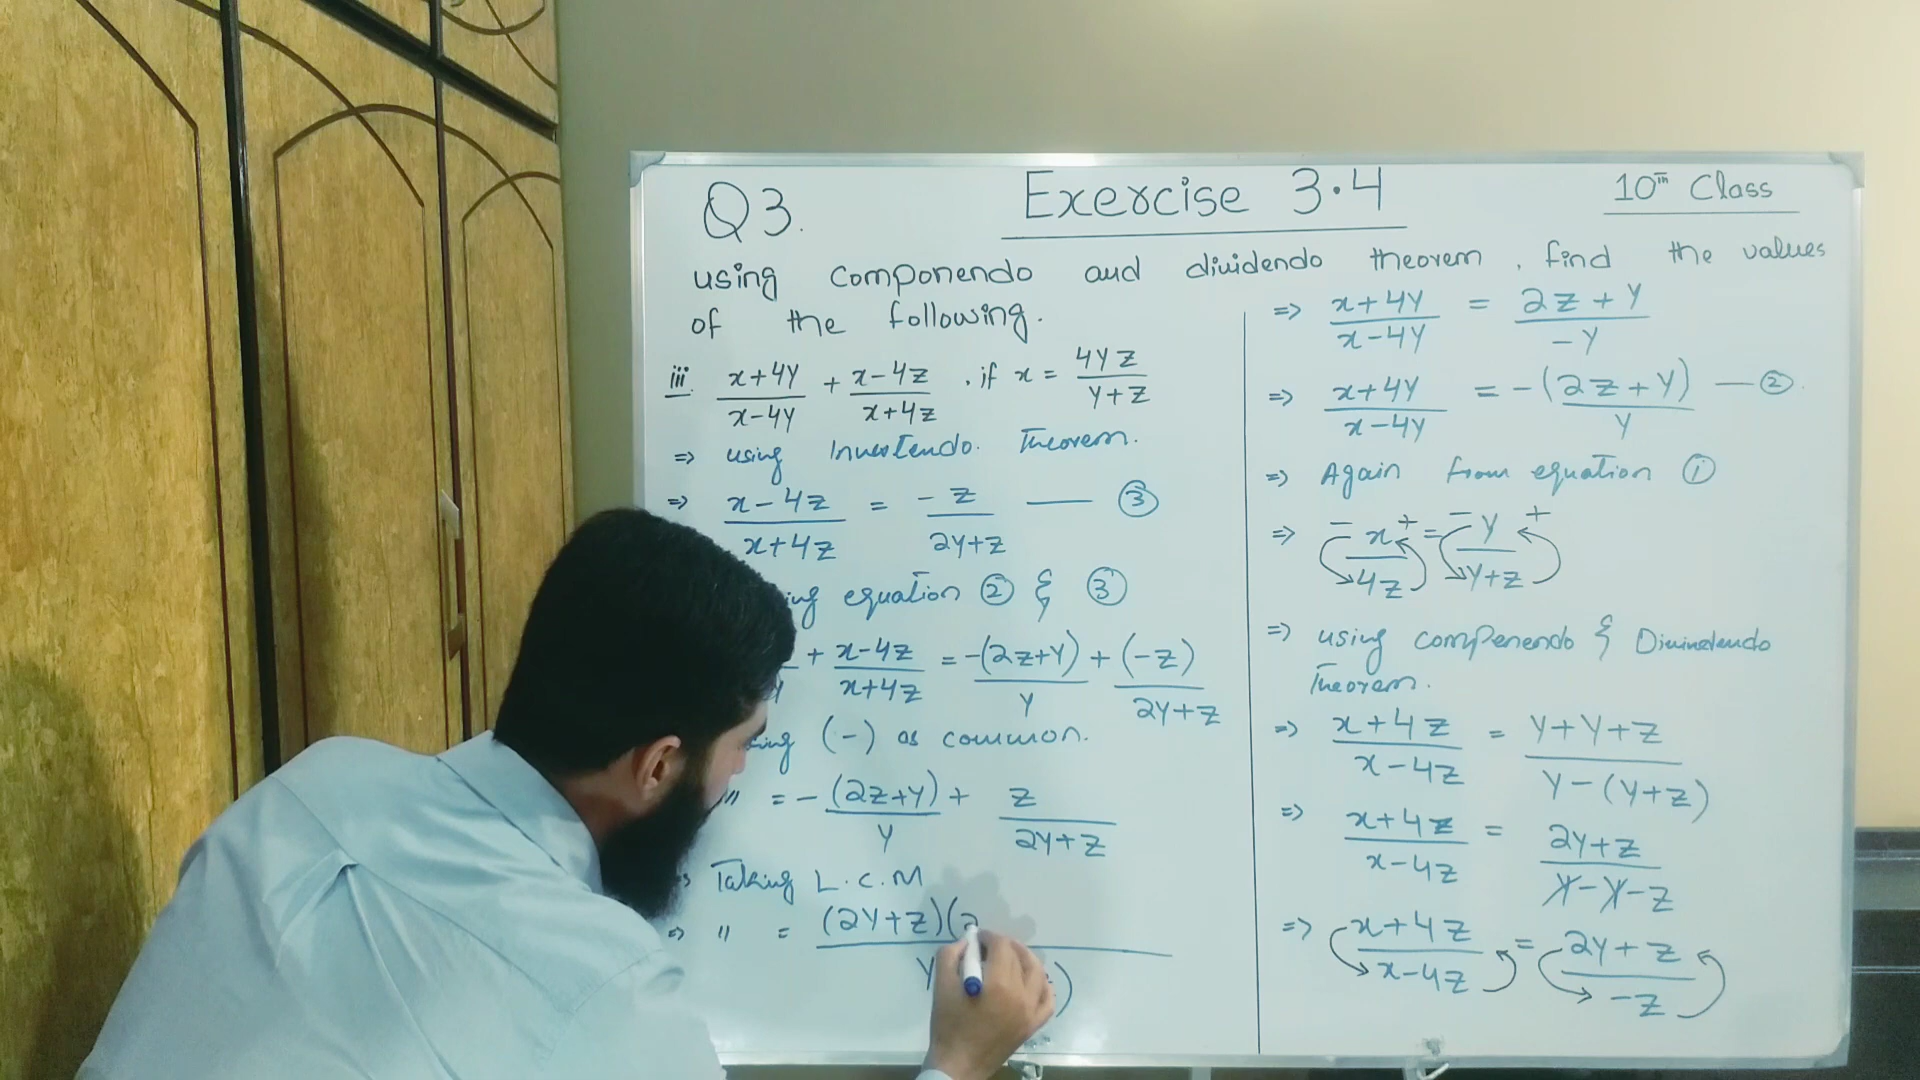 Q3. Exercise 3.4 10th Class
using componendo and dividendo theorem, find the values
of the following.
iii. x+4y/x-4y + x-4z/x+4z , if x = 4yz/y+z
=> using Invertendo. Theorem.
=> x-4z/x+4z = -z/2y+z —— ③
equation ② & ③
+ x-4z/x+4z = -(2z+y)/y + (-z)/2y+z
(-) as common.
" = -(2z+y)/y + z/2y+z
Taking L.C.M
=> " = (2y+z)(2
y
=> x+4y/x-4y = 2z+y/-y
=> x+4y/x-4y = -(2z+y)/y — ②.
=> Again from equation ①
=> x/4z = y/y+z
=> using compenendo & Divinelendo
Theorem.
=> x+4z/x-4z = y+y+z/y-(y+z)
=> x+4z/x-4z = 2y+z/y-y-z
=> x+4z/x-4z = 2y+z/-z